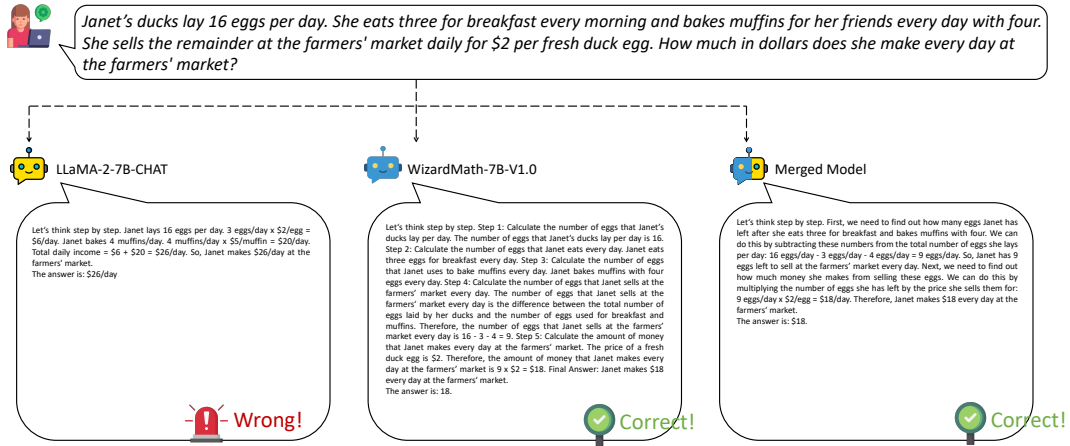 Janet's ducks lay 16 eggs per day. She eats three for breakfast every morning and bakes muffins for her friends every day with four.
She sells the remainder at the farmers' market daily for $2 per fresh duck egg. How much in dollars does she make every day at
the farmers' market?
LLaMA-2-7B-CHAT
Let's think step by step. Janet lays 16 eggs per day. 3 eggs/day x $2/egg =
$6/day. Janet bakes 4 muffins/day. 4 muffins/day x $5/muffin = $20/day.
Total daily income = $6 + $20 = $26/day. So, Janet makes $26/day at the
farmers' market.
The answer is: $26/day
Wrong!
WizardMath-7B-V1.0
Let's think step by step. Step 1: Calculate the number of eggs that Janet's
ducks lay per day. The number of eggs that Janet's ducks lay per day is 16.
Step 2: Calculate the number of eggs that Janet eats every day. Janet eats
three eggs for breakfast every day. Step 3: Calculate the number of eggs
that Janet uses to bake muffins every day. Janet bakes muffins with four
eggs every day. Step 4: Calculate the number of eggs that Janet sells at the
farmers' market every day. The number of eggs that Janet sells at the
farmers' market every day is the difference between the total number of
eggs laid by her ducks and the number of eggs used for breakfast and
muffins. Therefore, the number of eggs that Janet sells at the farmers'
market every day is 16 - 3 - 4 = 9. Step 5: Calculate the amount of money
that Janet makes every day at the farmers' market. The price of a fresh
duck egg is $2. Therefore, the amount of money that Janet makes every
day at the farmers' market is 9 x $2 = $18. Final Answer: Janet makes $18
every day at the farmers' market.
The answer is: 18.
Correct!
Merged Model
Let's think step by step. First, we need to find out how many eggs Janet has
left after she eats three for breakfast and bakes muffins with four. We can
do this by subtracting these numbers from the total number of eggs she lays
per day: 16 eggs/day - 3 eggs/day - 4 eggs/day = 9 eggs/day. So, Janet has 9
eggs left to sell at the farmers' market every day. Next, we need to find out
how much money she makes from selling these eggs. We can do this by
multiplying the number of eggs she has left by the price she sells them for:
9 eggs/day x $2/egg = $18/day. Therefore, Janet makes $18 every day at the
farmers' market.
The answer is: $18.
Correct!